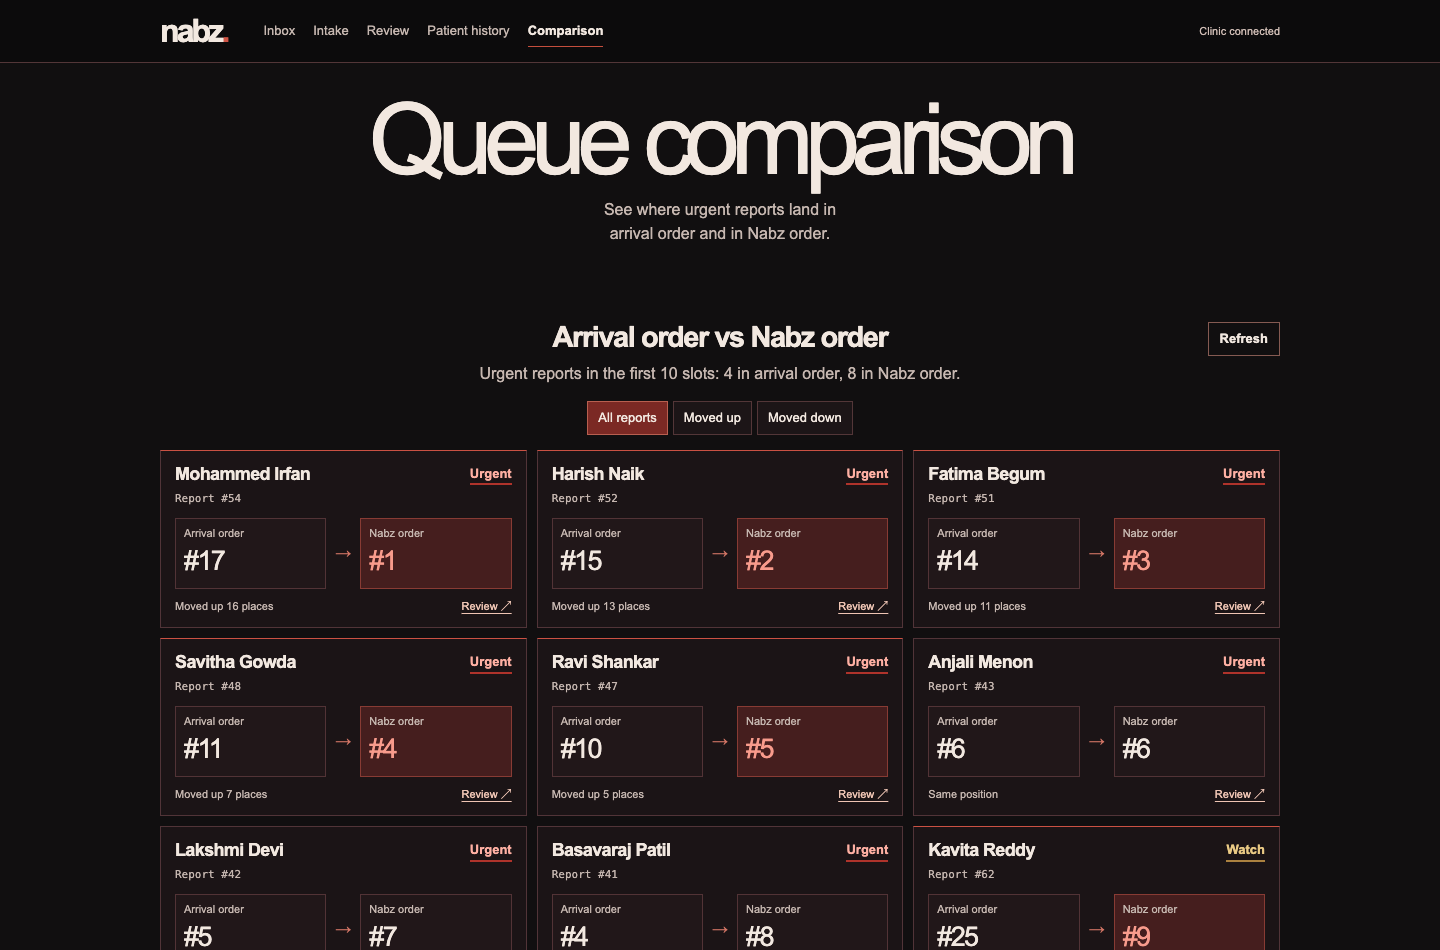 nabz.
Inbox
Intake
Review
Patient history
Comparison
Clinic connected
Queue comparison
See where urgent reports land in
arrival order and in Nabz order.
Arrival order vs Nabz order
Refresh
Urgent reports in the first 10 slots: 4 in arrival order, 8 in Nabz order.
All reports
Moved up
Moved down
Mohammed Irfan
Urgent
Report #54
Arrival order
#17
→
Nabz order
#1
Moved up 16 places
Review ↗
Harish Naik
Urgent
Report #52
Arrival order
#15
→
Nabz order
#2
Moved up 13 places
Review ↗
Fatima Begum
Urgent
Report #51
Arrival order
#14
→
Nabz order
#3
Moved up 11 places
Review ↗
Savitha Gowda
Urgent
Report #48
Arrival order
#11
→
Nabz order
#4
Moved up 7 places
Review ↗
Ravi Shankar
Urgent
Report #47
Arrival order
#10
→
Nabz order
#5
Moved up 5 places
Review ↗
Anjali Menon
Urgent
Report #43
Arrival order
#6
→
Nabz order
#6
Same position
Review ↗
Lakshmi Devi
Urgent
Report #42
Arrival order
#5
→
Nabz order
#7
Basavaraj Patil
Urgent
Report #41
Arrival order
#4
→
Nabz order
#8
Kavita Reddy
Watch
Report #62
Arrival order
#25
→
Nabz order
#9